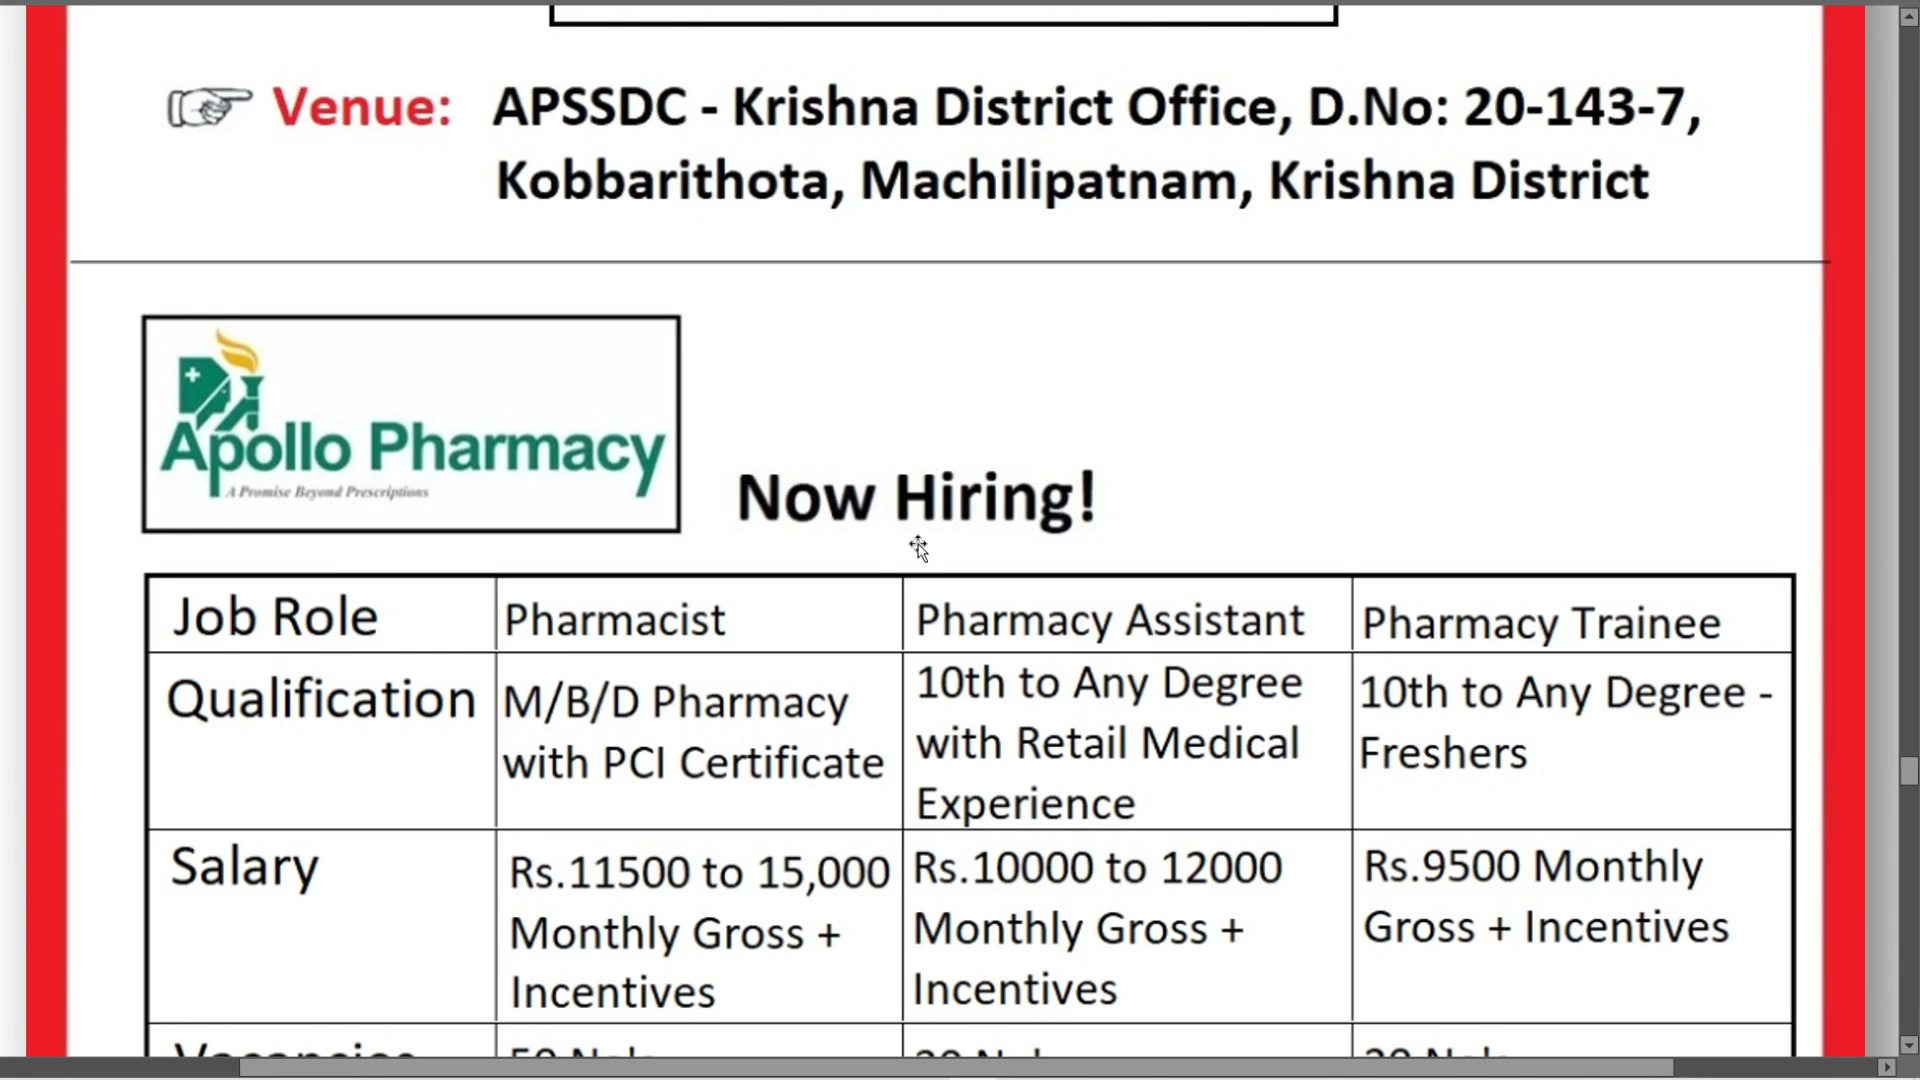 Venue: APSSDC - Krishna District Office, D.No: 20-143-7,
Kobbarithota, Machilipatnam, Krishna District
Apollo Pharmacy
A Promise Beyond Prescriptions
Now Hiring!
Job Role Pharmacist Pharmacy Assistant Pharmacy Trainee
Qualification
M/B/D Pharmacy
with PCI Certificate
10th to Any Degree
with Retail Medical
Experience
10th to Any Degree -
Freshers
Salary
Rs.11500 to 15,000
Monthly Gross +
Incentives
Rs.10000 to 12000
Monthly Gross +
Incentives
Rs.9500 Monthly
Gross + Incentives
Vacancies